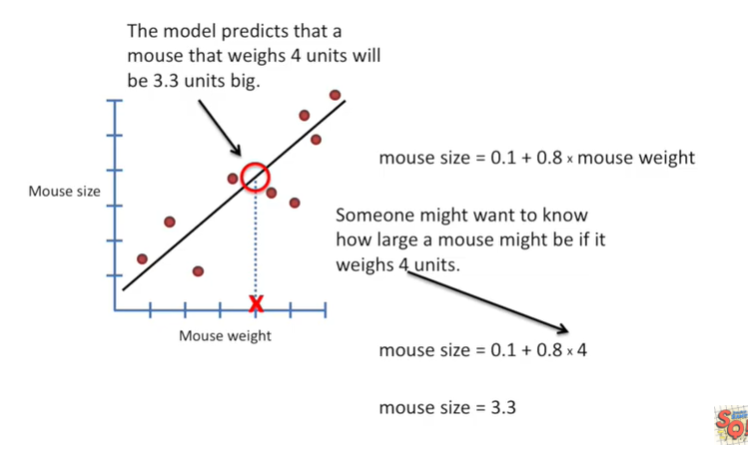 The model predicts that a
mouse that weighs 4 units will
be 3.3 units big.
mouse size = 0.1 + 0.8 × mouse weight
Mouse size
Someone might want to know
how large a mouse might be if it
weighs 4 units.
X
Mouse weight
mouse size = 0.1 + 0.8 × 4
mouse size = 3.3
SQ!